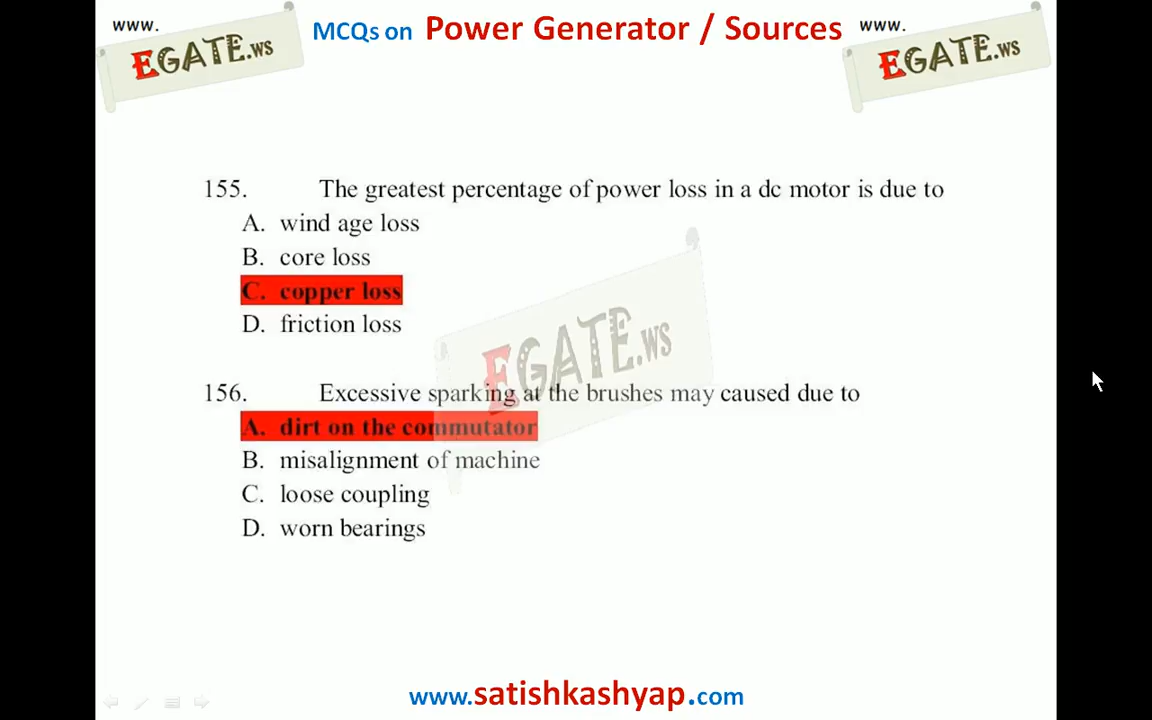 www.
EGATE.ws
MCQs on Power Generator / Sources
www.
EGATE.ws
155. The greatest percentage of power loss in a dc motor is due to
A. wind age loss
B. core loss
C. copper loss
D. friction loss
EGATE.ws
156. Excessive sparking at the brushes may caused due to
A. dirt on the commutator
B. misalignment of machine
C. loose coupling
D. worn bearings
www.satishkashyap.com